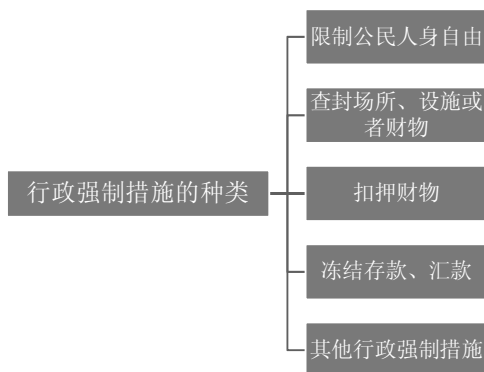 行政强制措施的种类
限制公民人身自由
查封场所、设施或
者财物
扣押财物
冻结存款、汇款
其他行政强制措施